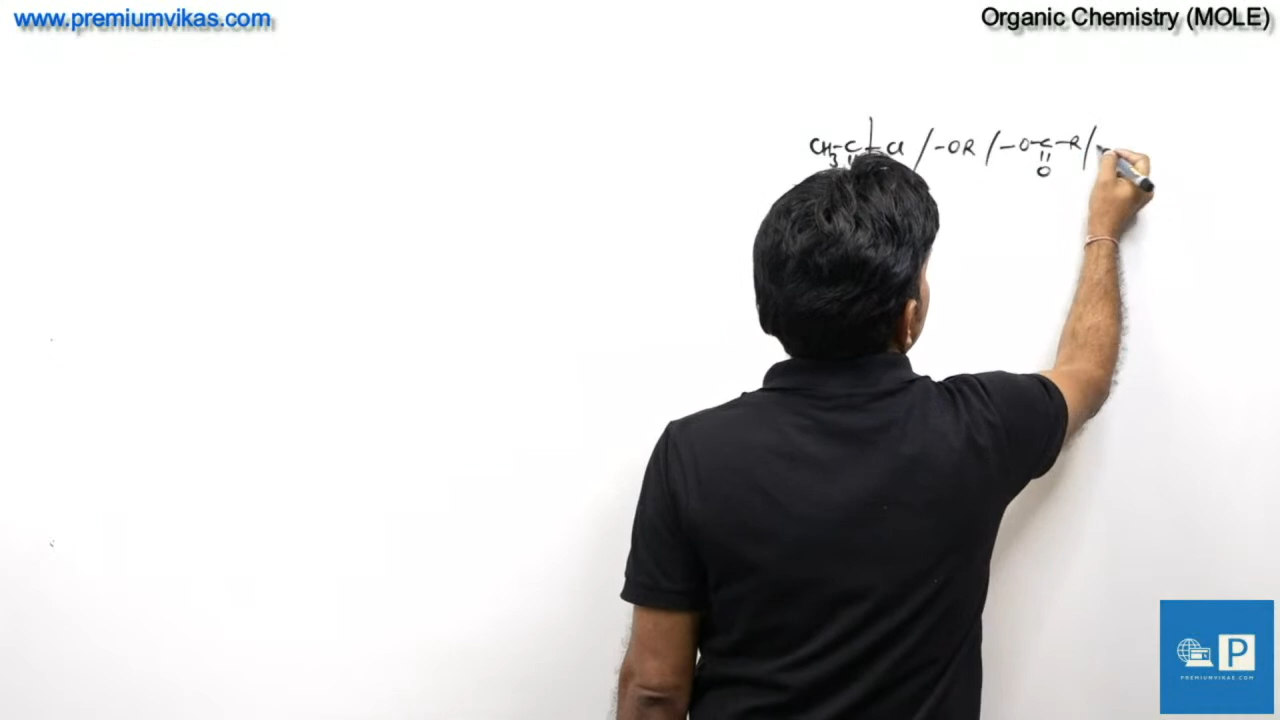 www.premiumvikas.com
Organic Chemistry (MOLE)
CH₃-C-Cl / -OR / -O-C-R /
O
P
PREMIUMVIKAS.COM